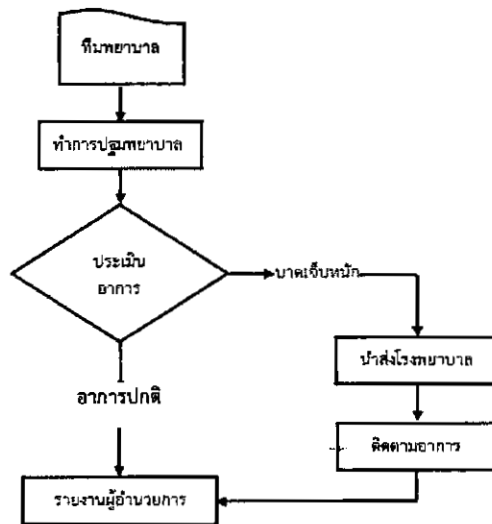 ทีมพยาบาล
ทำการปฐมพยาบาล
ประเมิน
อาการ
บาดเจ็บหนัก
นำส่งโรงพยาบาล
อาการปกติ
ติดตามอาการ
รายงานผู้อำนวยการ